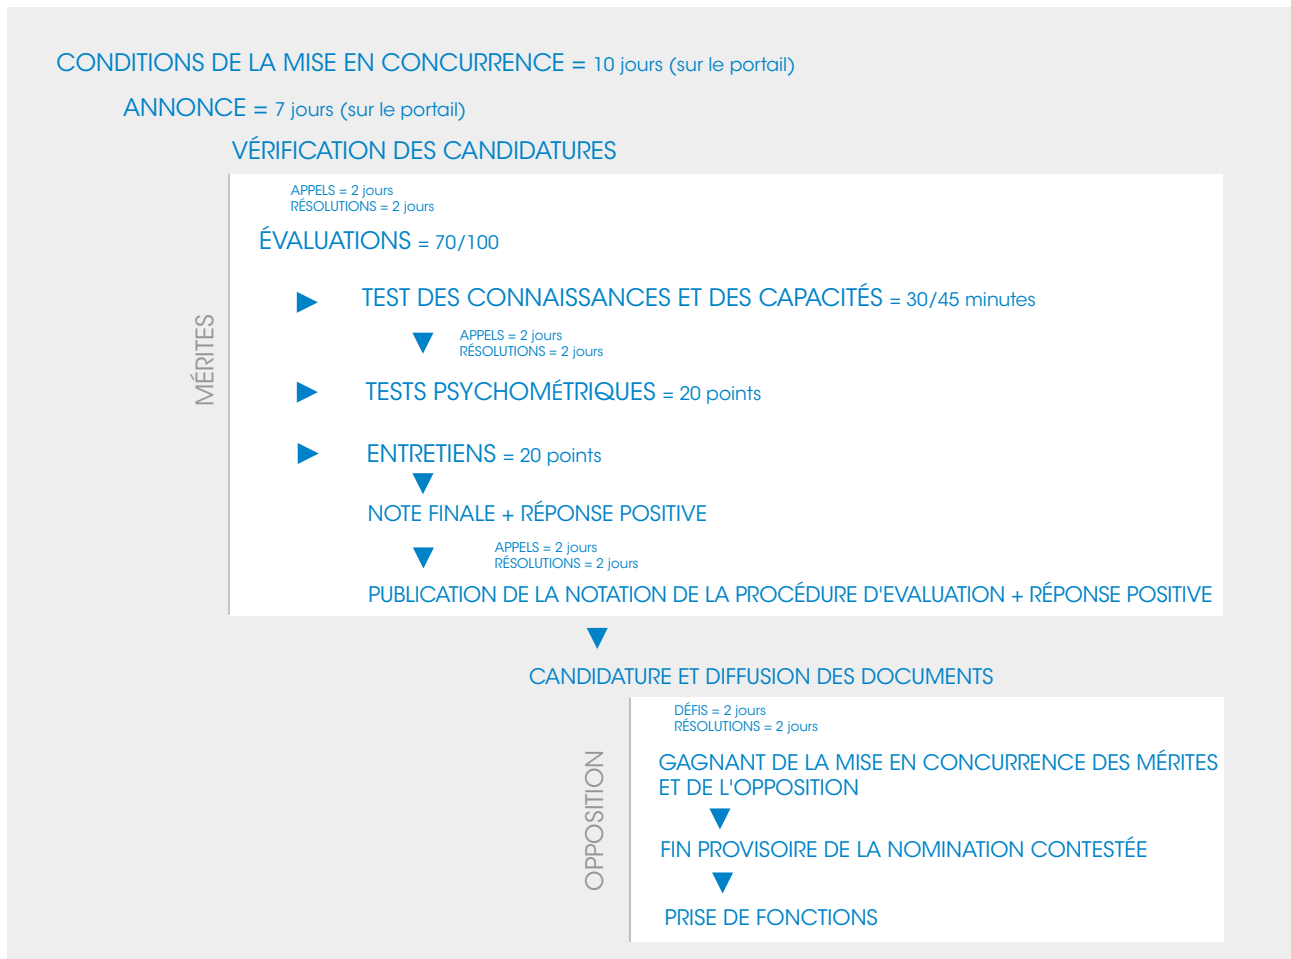 CONDITIONS DE LA MISE EN CONCURRENCE = 10 jours (sur le portail)
ANNONCE = 7 jours (sur le portail)
VÉRIFICATION DES CANDIDATURES
MÉRITES
APPELS = 2 jours
RÉSOLUTIONS = 2 jours
ÉVALUATIONS = 70/100
TEST DES CONNAISSANCES ET DES CAPACITÉS = 30/45 minutes
APPELS = 2 jours
RÉSOLUTIONS = 2 jours
TESTS PSYCHOMÉTRIQUES = 20 points
ENTRETIENS = 20 points
NOTE FINALE + RÉPONSE POSITIVE
APPELS = 2 jours
RÉSOLUTIONS = 2 jours
PUBLICATION DE LA NOTATION DE LA PROCÉDURE D'EVALUATION + RÉPONSE POSITIVE
CANDIDATURE ET DIFFUSION DES DOCUMENTS
OPPOSITION
DÉFIS = 2 jours
RÉSOLUTIONS = 2 jours
GAGNANT DE LA MISE EN CONCURRENCE DES MÉRITES
ET DE L'OPPOSITION
FIN PROVISOIRE DE LA NOMINATION CONTESTÉE
PRISE DE FONCTIONS